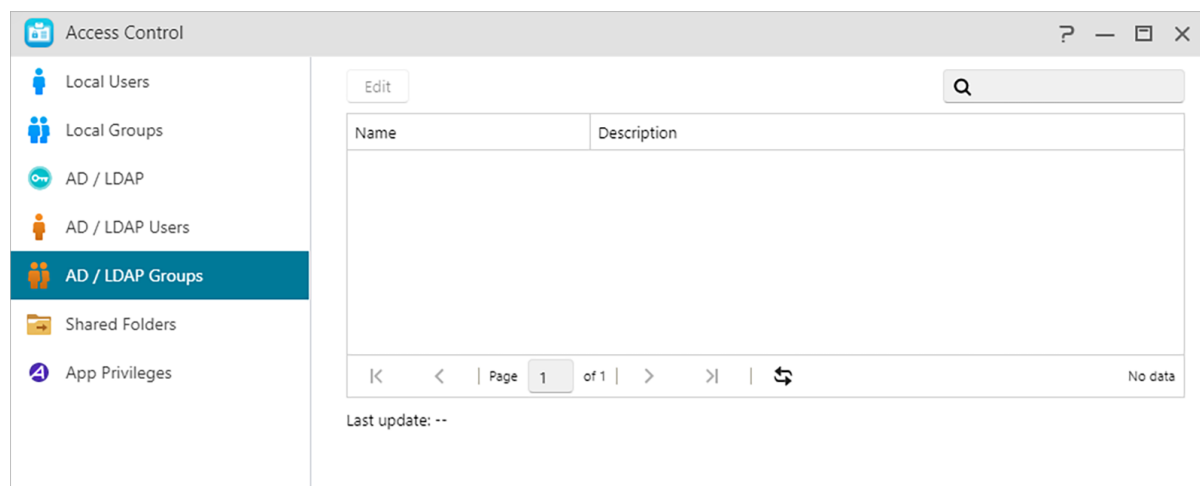 Access Control
Local Users
Local Groups
AD / LDAP
AD / LDAP Users
AD / LDAP Groups
Shared Folders
App Privileges
Edit
Name Description
Page 1 of 1 No data
Last update: --